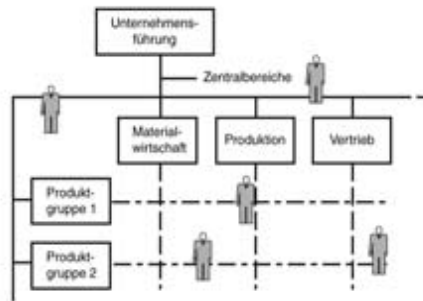 Unternehmens-
führung
Zentralbereiche
Material-
wirtschaft
Produktion
Vertrieb
Produkt-
gruppe 1
Produkt-
gruppe 2